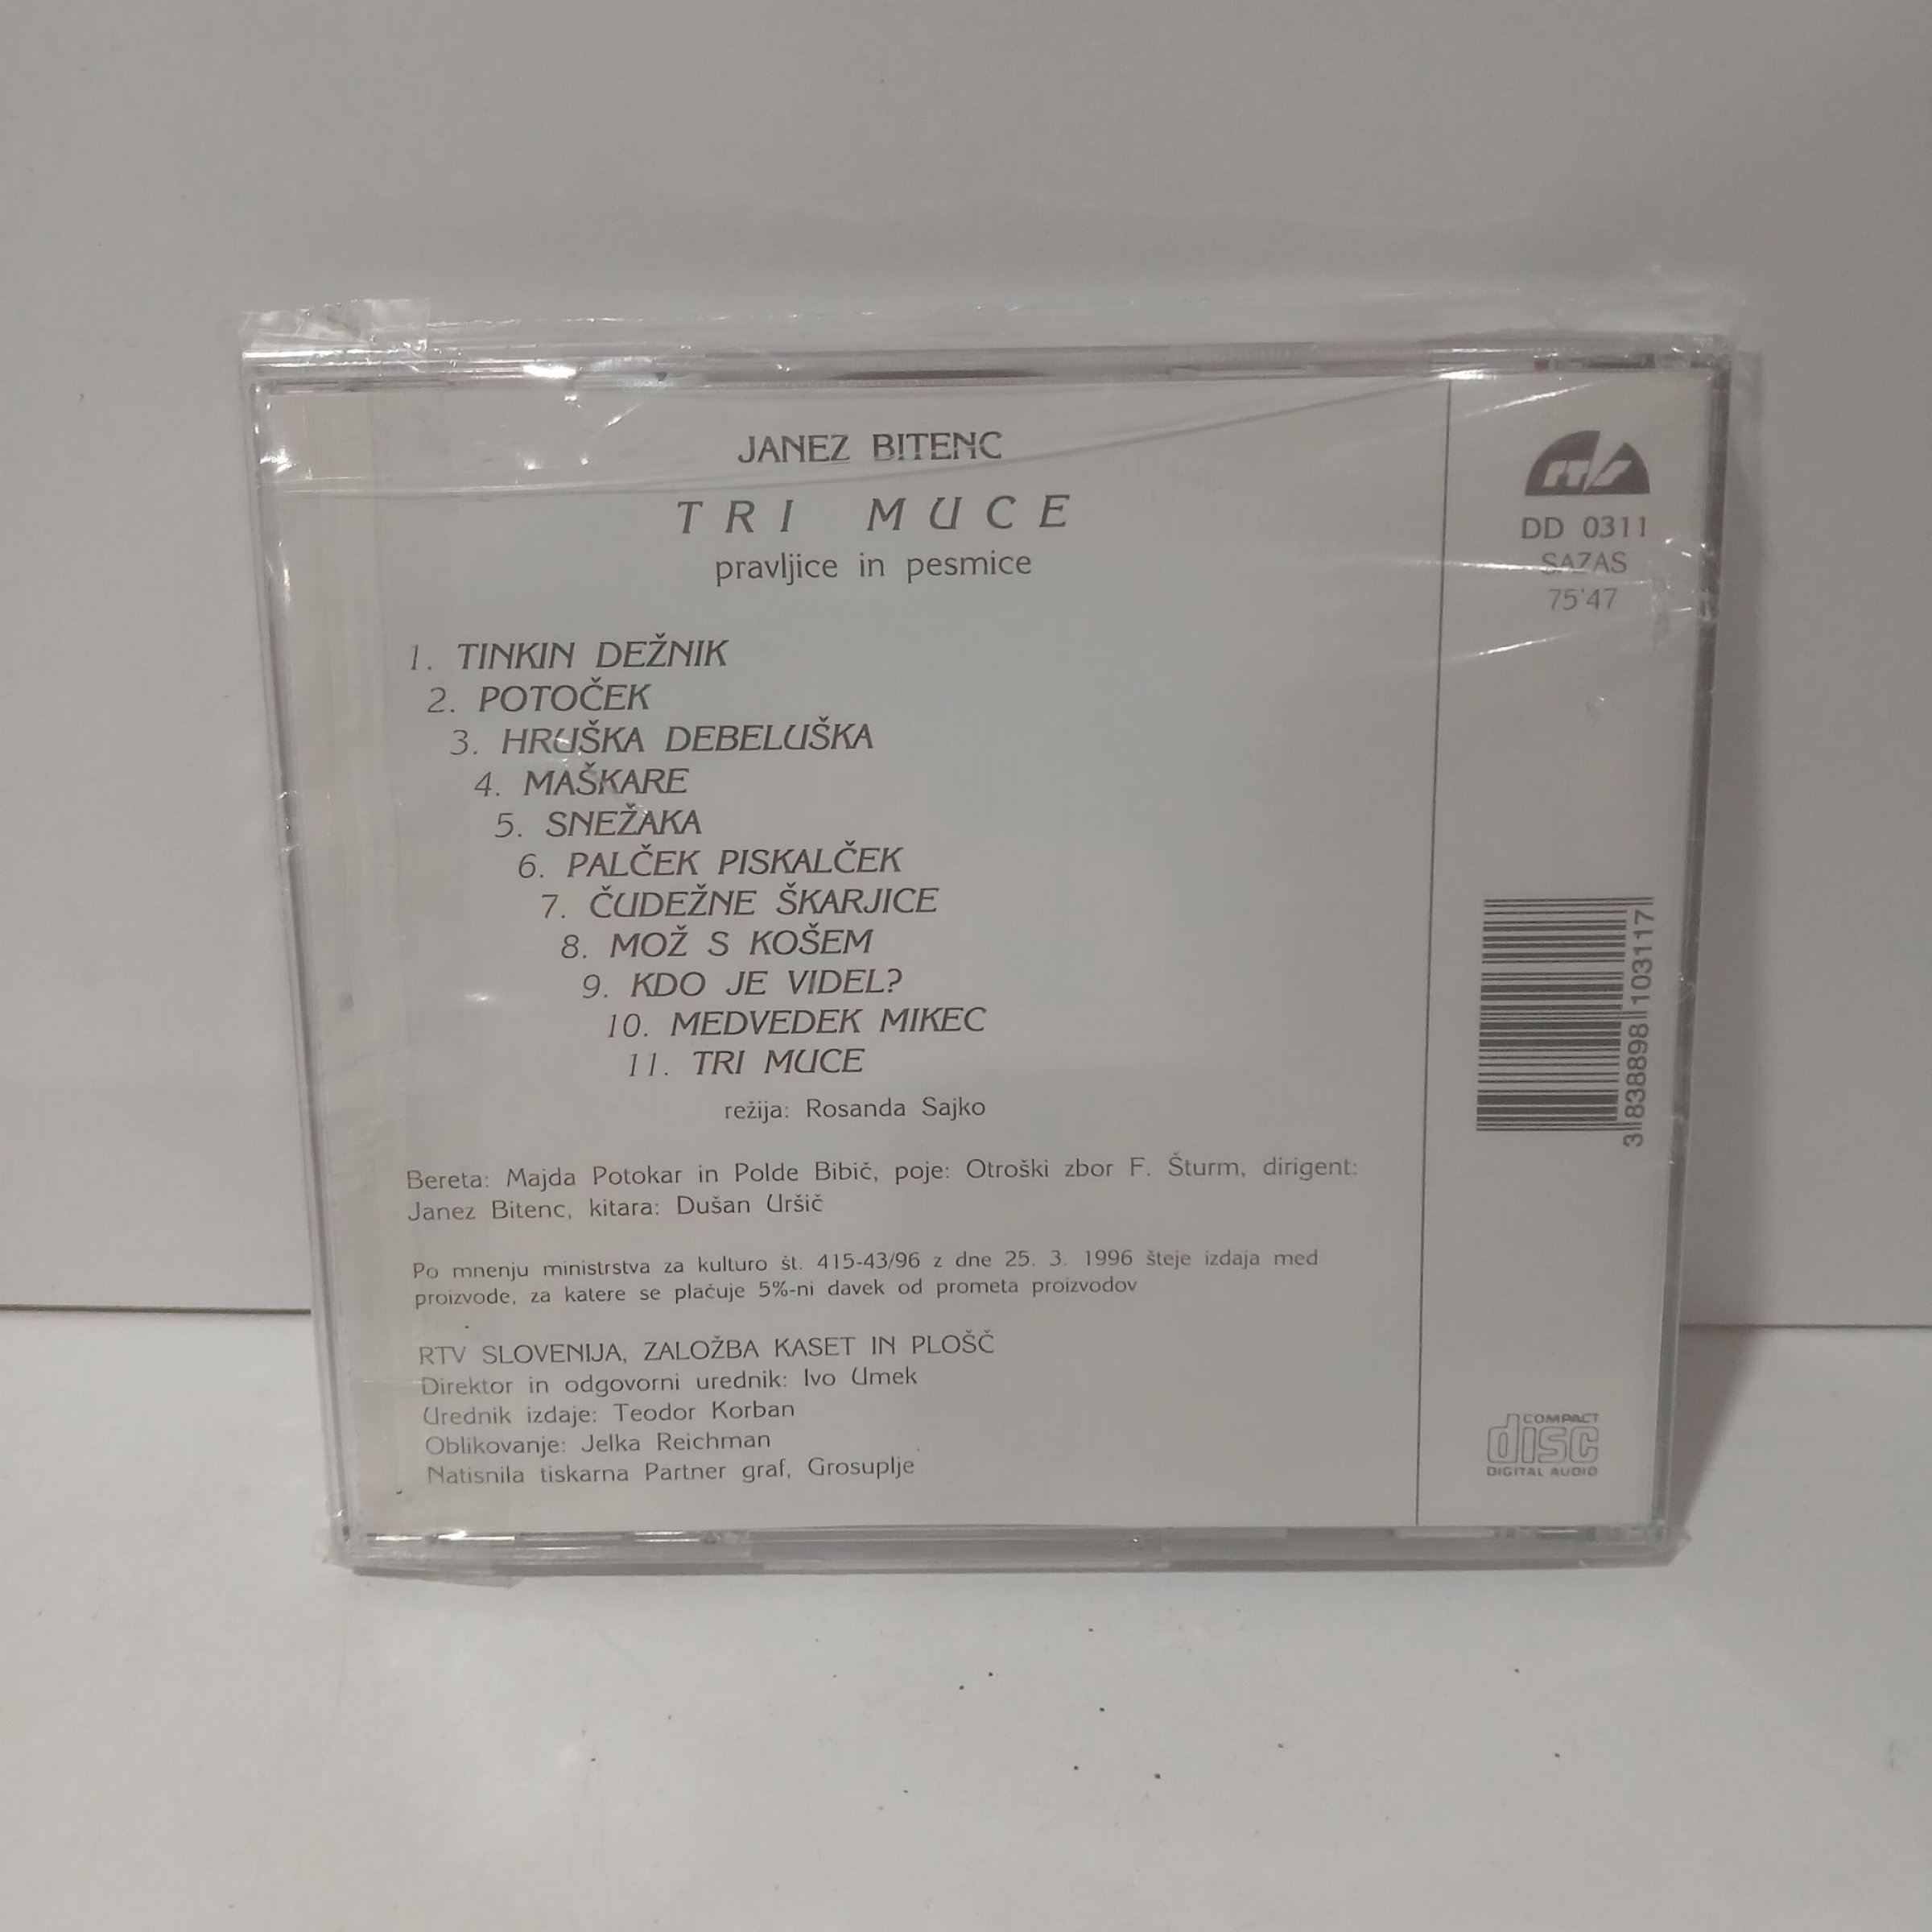 JANEZ BITENC
TRI MUCE
pravljice in pesmice
1. TINKIN DEŽNIK
2. POTOČEK
3. HRUŠKA DEBELUŠKA
4. MAŠKARE
5. SNEŽAKA
6. PALČEK PISKALČEK
7. ČUDEŽNE ŠKARJICE
8. MOŽ S KOŠEM
9. KDO JE VIDEL?
10. MEDVEDEK MIKEC
11. TRI MUCE
režija: Rosanda Sajko
Bereta: Majda Potokar in Polde Bibič, poje: Otroški zbor F. Šturm, dirigent:
Janez Bitenc, kitara: Dušan Uršič
Po mnenju ministrstva za kulturo št. 415-43/96 z dne 25. 3. 1996 šteje izdaja med
proizvode, za katere se plačuje 5%-ni davek od prometa proizvodov
RTV SLOVENIJA, ZALOŽBA KASET IN PLOŠČ
Direktor in odgovorni urednik: Ivo Umek
Urednik izdaje: Teodor Korban
Oblikovanje: Jelka Reichman
Natisnila tiskarna Partner graf, Grosuplje
RTVS
DD 0311
SAZAS
75'47
3 838898 103117
COMPACT
disc
DIGITAL AUDIO